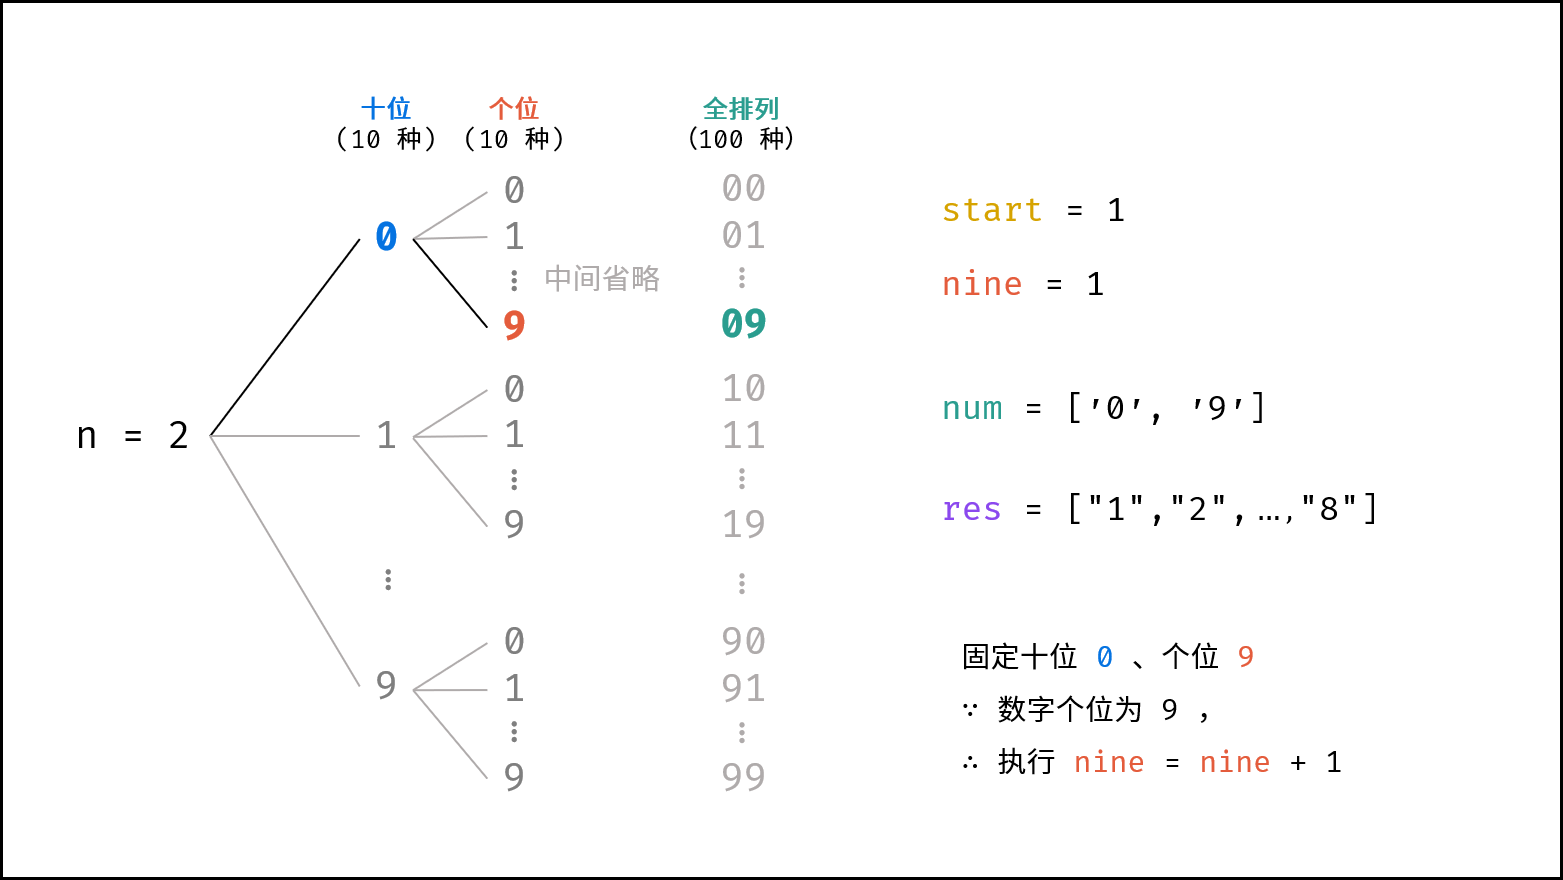 十位 个位 全排列
(10 种) (10 种) (100 种)
0 00
start = 1
0 1 01
⋮ 中间省略 ⋮
nine = 1
9 09
0 10
num = ['0', '9']
n = 2 1 1 11
⋮ ⋮
res = ["1","2",…,"8"]
9 19
⋮ ⋮
0 90
固定十位 0 、个位 9
9 1 91
∵ 数字个位为 9 ，
⋮ ⋮
∴ 执行 nine = nine + 1
9 99